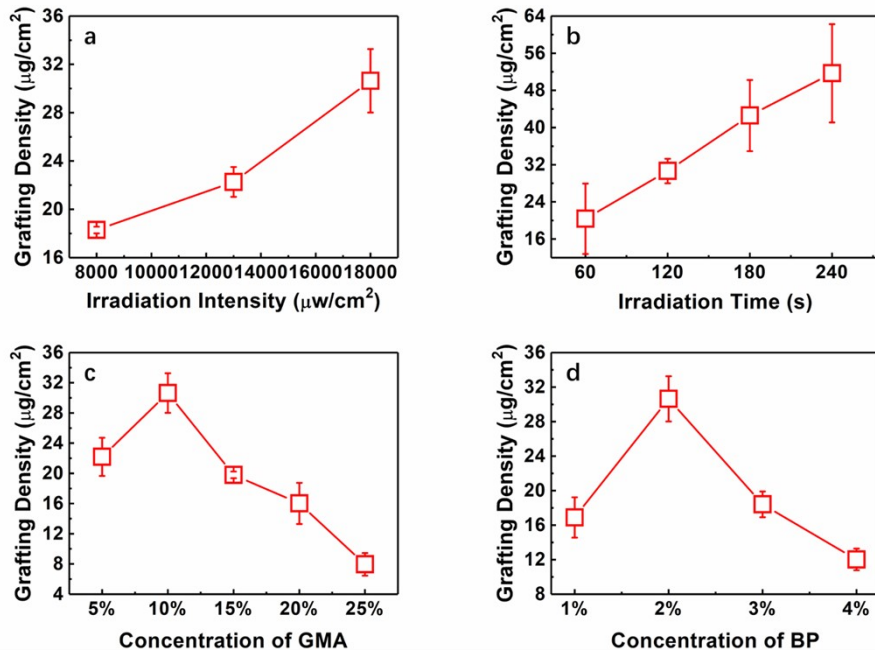 a
Grafting Density (μg/cm²)
36
32
28
24
20
16
8000 10000 12000 14000 16000 18000
Irradiation Intensity (μw/cm²)
b
Grafting Density (μg/cm²)
64
56
48
40
32
24
16
60 120 180 240
Irradiation Time (s)
c
Grafting Density (μg/cm²)
36
32
28
24
20
16
12
8
4
5% 10% 15% 20% 25%
Concentration of GMA
d
Grafting Density (μg/cm²)
36
32
28
24
20
16
12
8
1% 2% 3% 4%
Concentration of BP